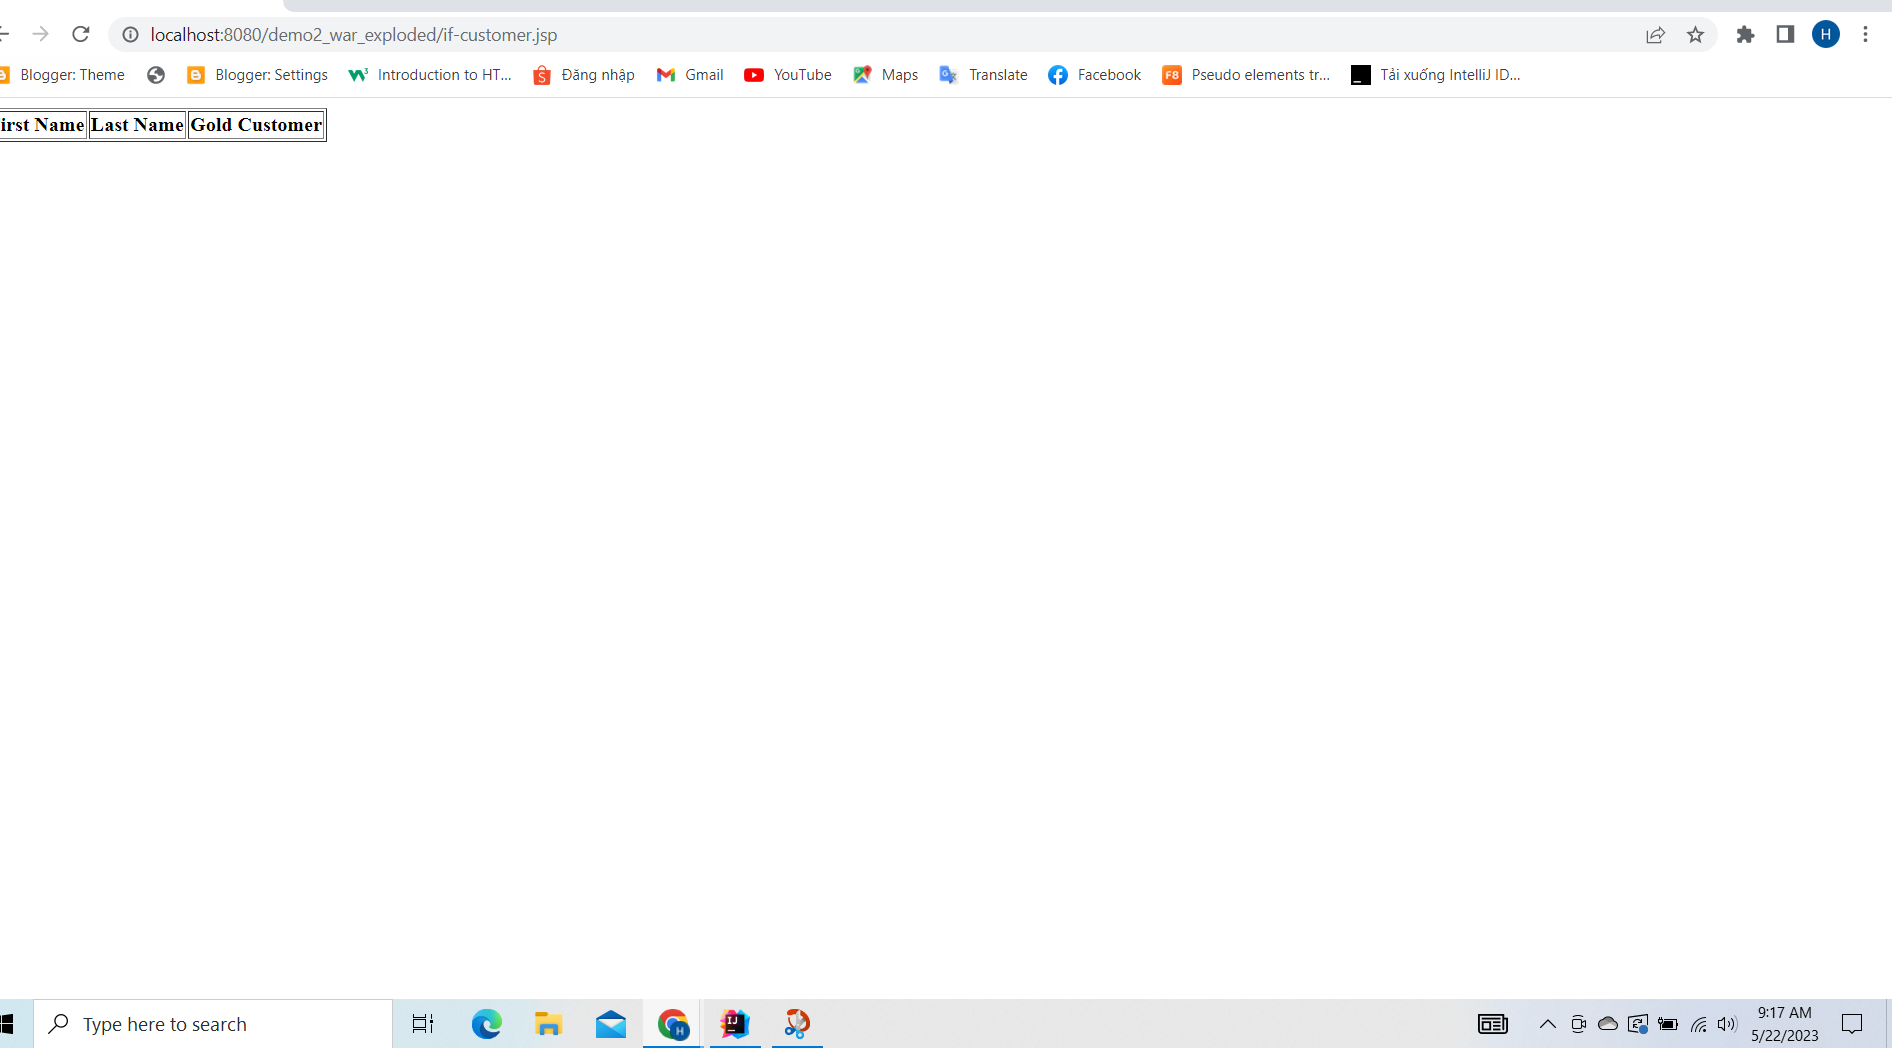 localhost:8080/demo2_war_exploded/if-customer.jsp
H
Blogger: Theme Blogger: Settings Introduction to HT... Đăng nhập Gmail YouTube Maps Translate Facebook F8 Pseudo elements tr... Tải xuống IntelliJ ID...
irst Name Last Name Gold Customer
Type here to search
9:17 AM
5/22/2023